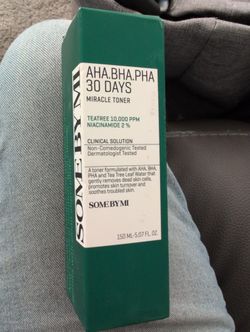 SOME BY MI
AHA.BHA.PHA
30 DAYS
MIRACLE TONER
TEATREE 10,000 PPM
NIACINAMIDE 2 %
CLINICAL SOLUTION
Non-Comedogenic Tested
Dermatologist Tested
A toner formulated with AHA, BHA,
PHA and Tea Tree Leaf Water that
gently removes dead skin cells,
promotes skin turnover and
soothes troubled skin.
SOME BY MI
150 ML·5.07 FL. OZ.